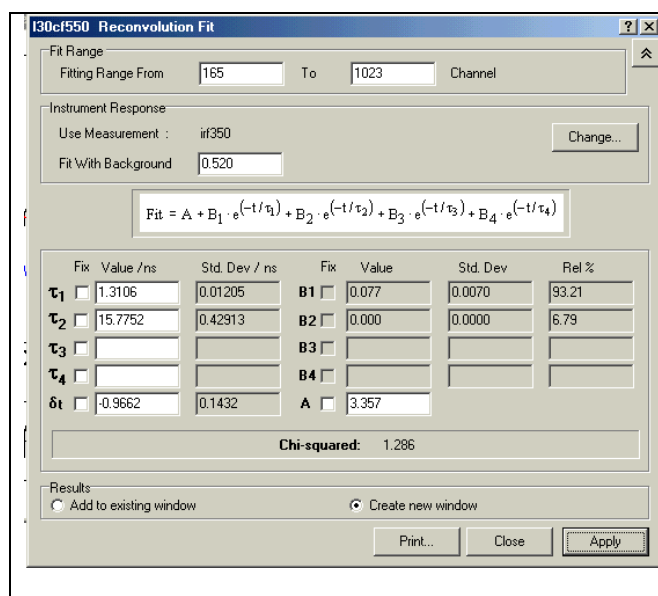 I30cf550 Reconvolution Fit
Fit Range
Fitting Range From 165 To 1023 Channel
Instrument Response
Use Measurement : irf350 Change...
Fit With Background 0.520
Fit = A + B1 · e(-t/τ1) + B2 · e(-t/τ2) + B3 · e(-t/τ3) + B4 · e(-t/τ4)
Fix Value /ns Std. Dev / ns Fix Value Std. Dev Rel %
τ1 1.3106 0.01205 B1 0.077 0.0070 93.21
τ2 15.7752 0.42913 B2 0.000 0.0000 6.79
τ3 B3
τ4 B4
δt -0.9662 0.1432 A 3.357
Chi-squared: 1.286
Results
Add to existing window Create new window
Print... Close Apply